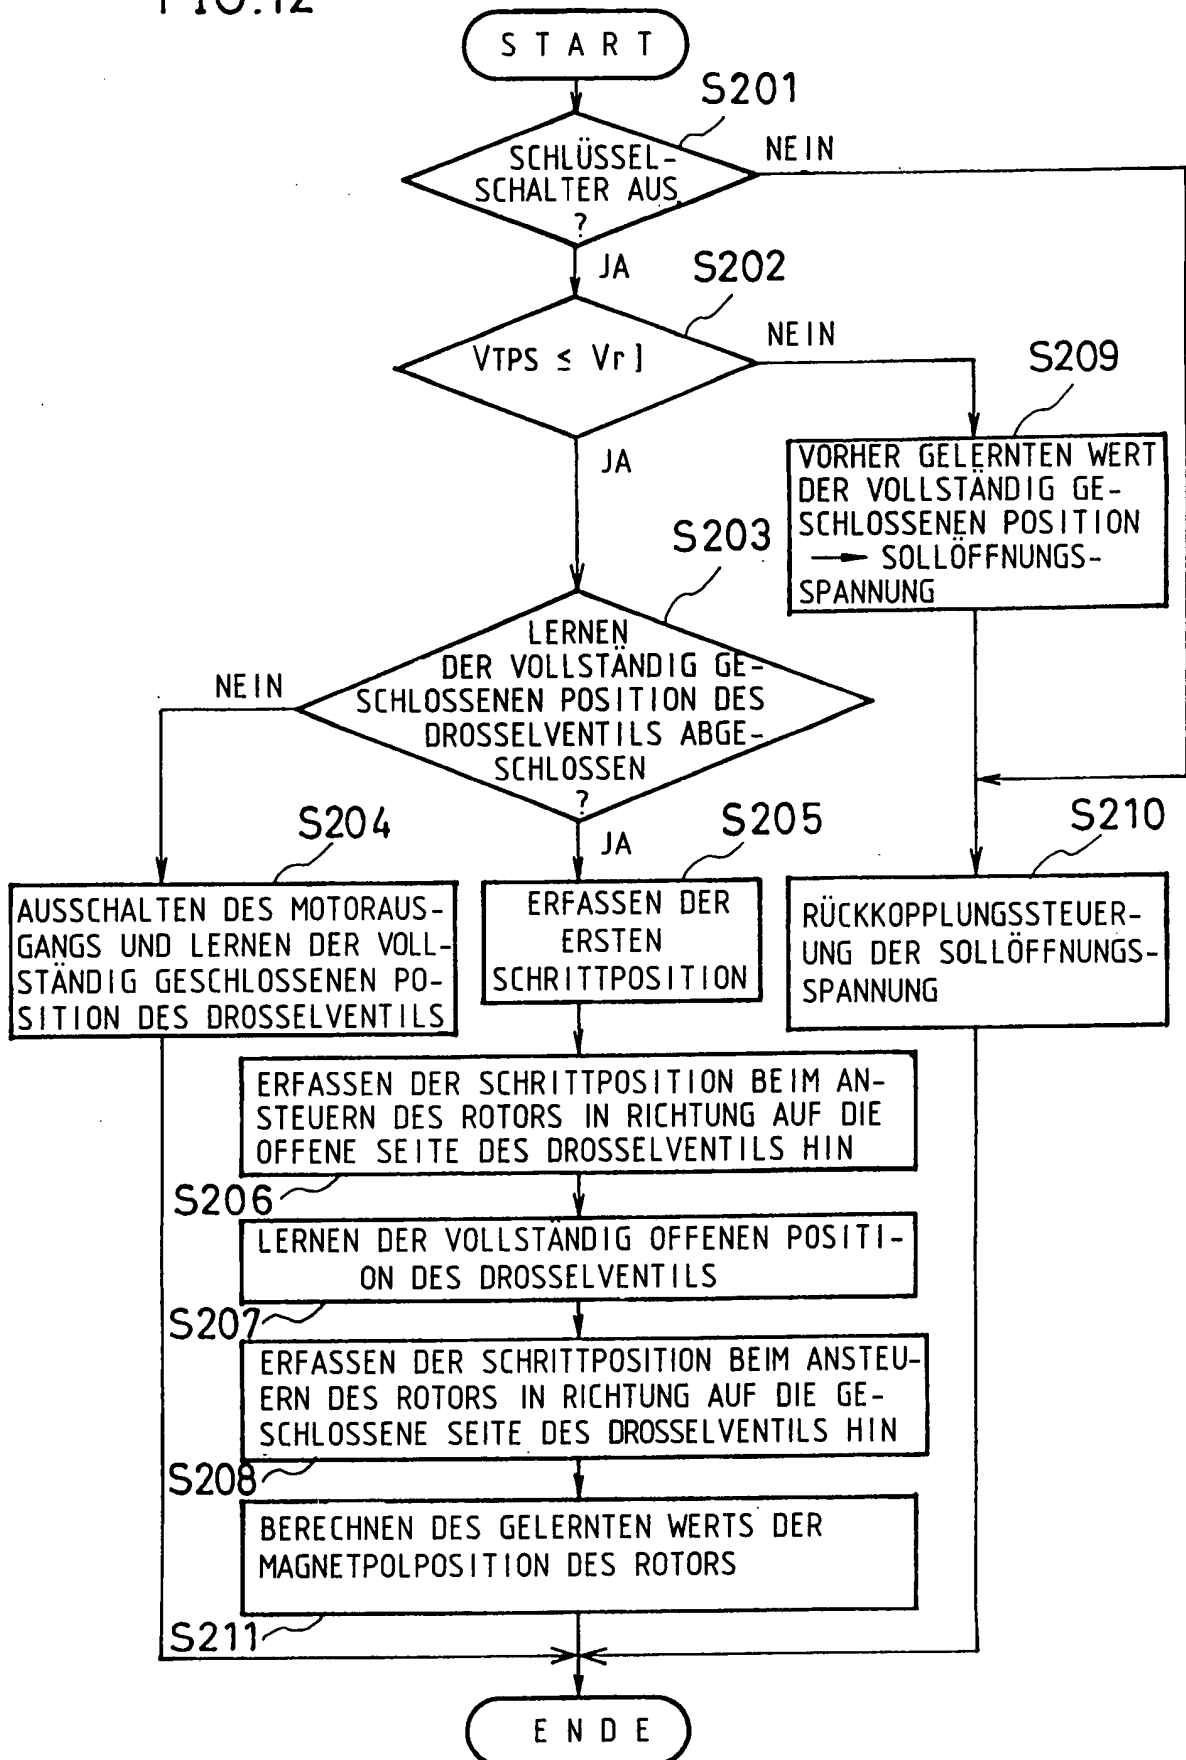 FIG.12
START
S201
SCHLÜSSEL-
SCHALTER AUS
?
NEIN
JA
S202
VTPS ≤ Vr1
NEIN
JA
S209
VORHER GELERNTEN WERT
DER VOLLSTÄNDIG GE-
SCHLOSSENEN POSITION
→ SOLLÖFFNUNGS-
SPANNUNG
S203
LERNEN
DER VOLLSTÄNDIG GE-
SCHLOSSENEN POSITION DES
DROSSELVENTILS ABGE-
SCHLOSSEN
?
NEIN
JA
S204
AUSSCHALTEN DES MOTORAUS-
GANGS UND LERNEN DER VOLL-
STÄNDIG GESCHLOSSENEN PO-
SITION DES DROSSELVENTILS
S205
ERFASSEN DER
ERSTEN
SCHRITTPOSITION
S210
RÜCKKOPPLUNGSSTEUER-
UNG DER SOLLÖFFNUNGS-
SPANNUNG
ERFASSEN DER SCHRITTPOSITION BEIM AN-
STEUERN DES ROTORS IN RICHTUNG AUF DIE
OFFENE SEITE DES DROSSELVENTILS HIN
S206
LERNEN DER VOLLSTÄNDIG OFFENEN POSITI-
ON DES DROSSELVENTILS
S207
ERFASSEN DER SCHRITTPOSITION BEIM ANSTEU-
ERN DES ROTORS IN RICHTUNG AUF DIE GE-
SCHLOSSENE SEITE DES DROSSELVENTILS HIN
S208
BERECHNEN DES GELERNTEN WERTS DER
MAGNETPOLPOSITION DES ROTORS
S211
ENDE